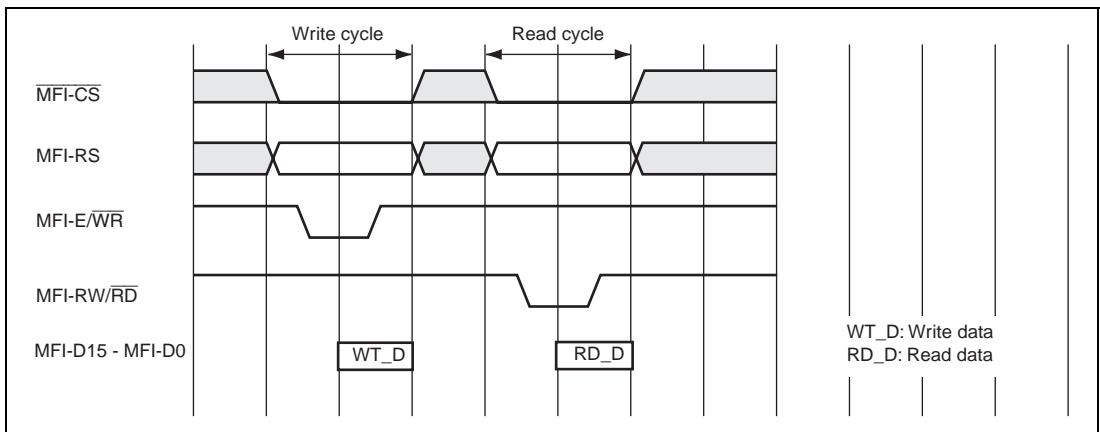 Write cycle Read cycle
MFI-CS
MFI-RS
MFI-E/WR
MFI-RW/RD
MFI-D15 - MFI-D0 WT_D RD_D
WT_D: Write data
RD_D: Read data